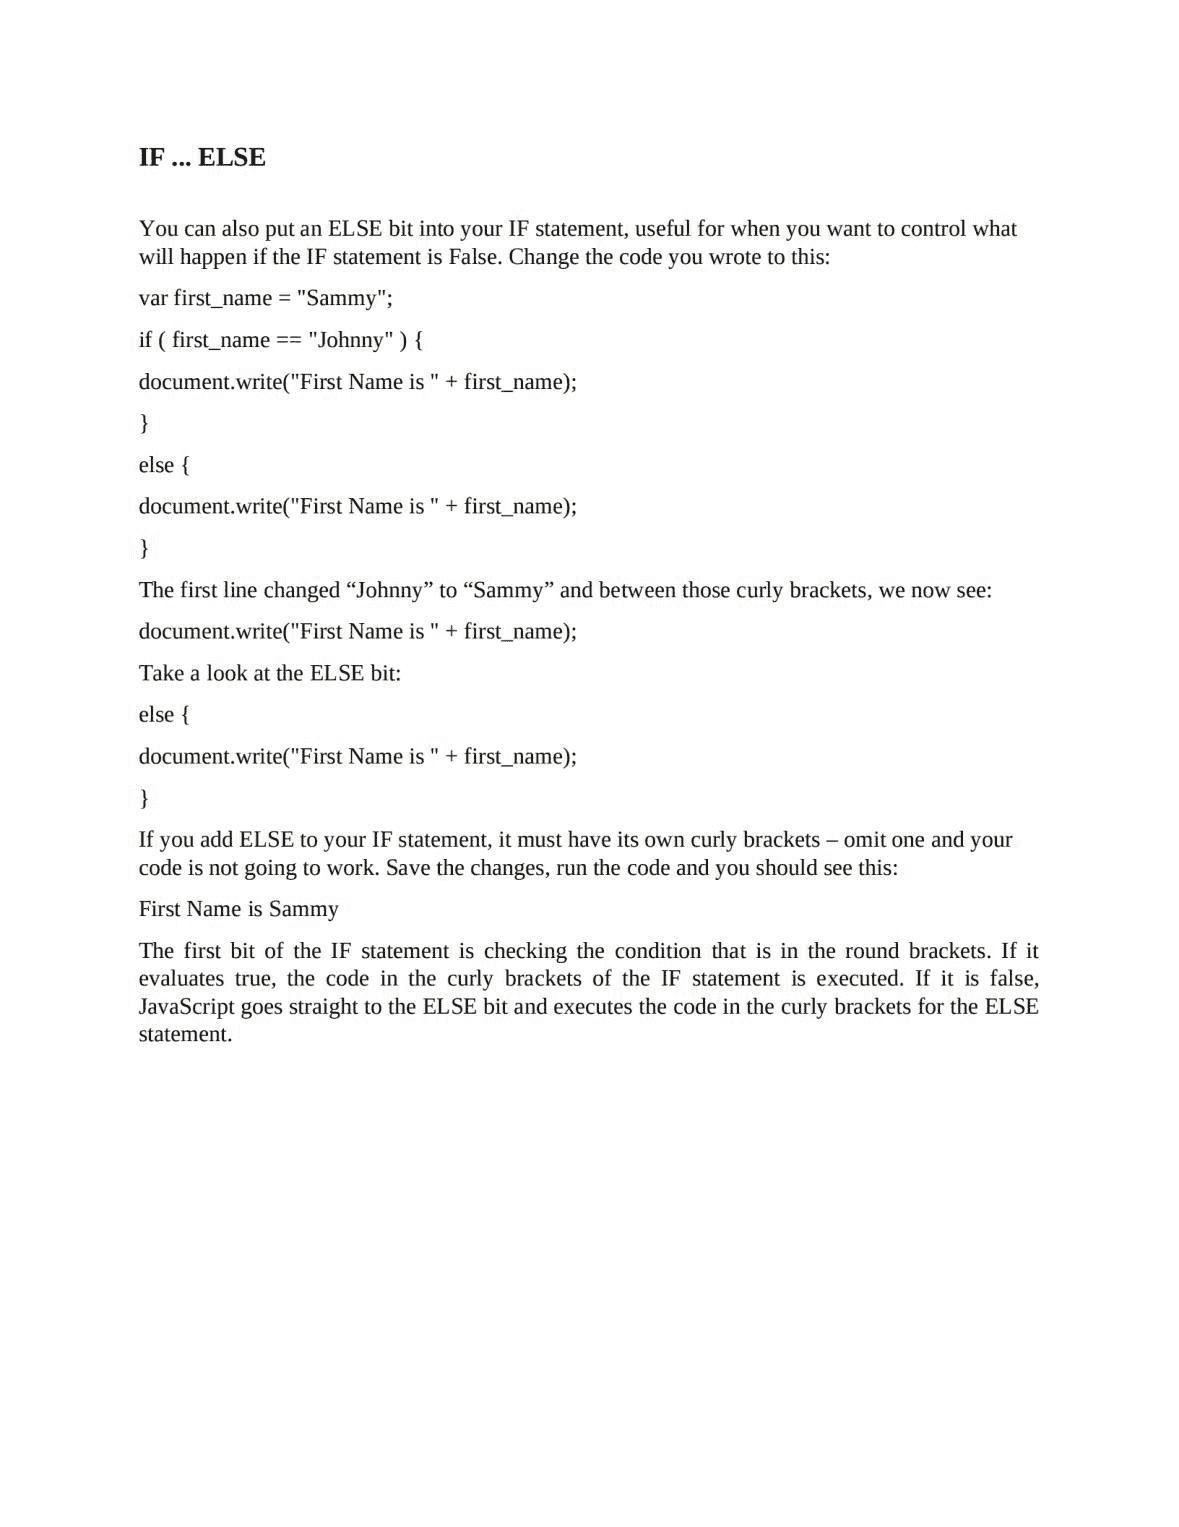 IF ... ELSE
You can also put an ELSE bit into your IF statement, useful for when you want to control what
will happen if the IF statement is False. Change the code you wrote to this:
var first_name = "Sammy";
if ( first_name == "Johnny" ) {
document.write("First Name is " + first_name);
}
else {
document.write("First Name is " + first_name);
}
The first line changed “Johnny” to “Sammy” and between those curly brackets, we now see:
document.write("First Name is " + first_name);
Take a look at the ELSE bit:
else {
document.write("First Name is " + first_name);
}
If you add ELSE to your IF statement, it must have its own curly brackets – omit one and your
code is not going to work. Save the changes, run the code and you should see this:
First Name is Sammy
The first bit of the IF statement is checking the condition that is in the round brackets. If it
evaluates true, the code in the curly brackets of the IF statement is executed. If it is false,
JavaScript goes straight to the ELSE bit and executes the code in the curly brackets for the ELSE
statement.